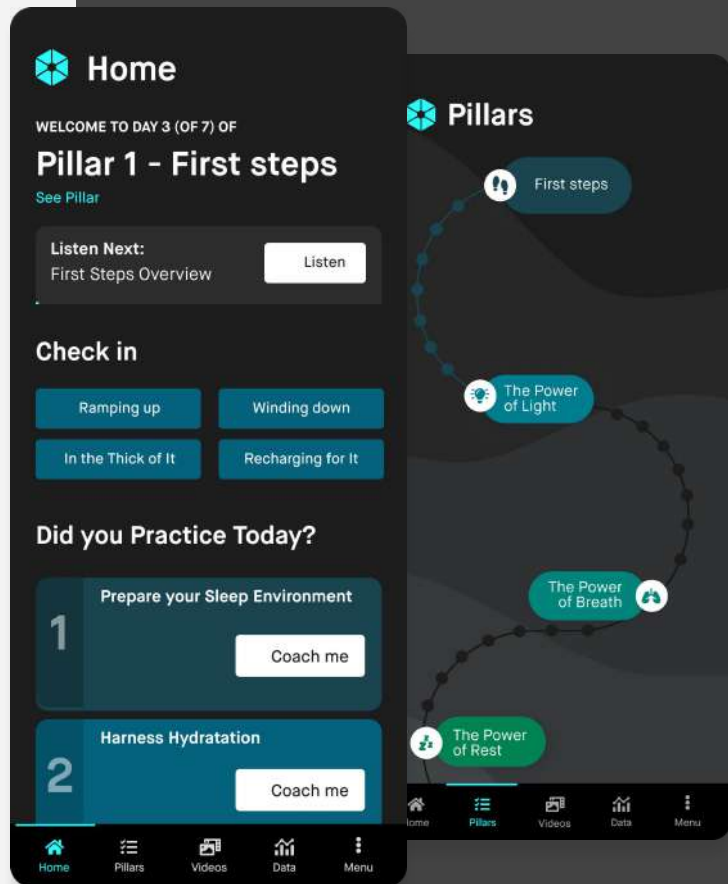 Home
WELCOME TO DAY 3 (OF 7) OF
Pillar 1 - First steps
See Pillar
Listen Next:
First Steps Overview
Listen
Check in
Ramping up
Winding down
In the Thick of It
Recharging for It
Did you Practice Today?
1
Prepare your Sleep Environment
Coach me
2
Harness Hydratation
Coach me
Home
Pillars
Videos
Data
Menu
Pillars
First steps
The Power
of Light
The Power
of Breath
The Power
of Rest
ome
Pillars
Videos
Data
Menu